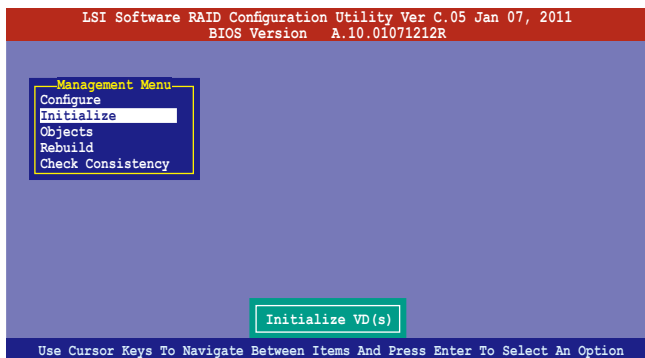 LSI Software RAID Configuration Utility Ver C.05 Jan 07, 2011
BIOS Version A.10.01071212R
Management Menu
Configure
Initialize
Objects
Rebuild
Check Consistency
Initialize VD(s)
Use Cursor Keys To Navigate Between Items And Press Enter To Select An Option